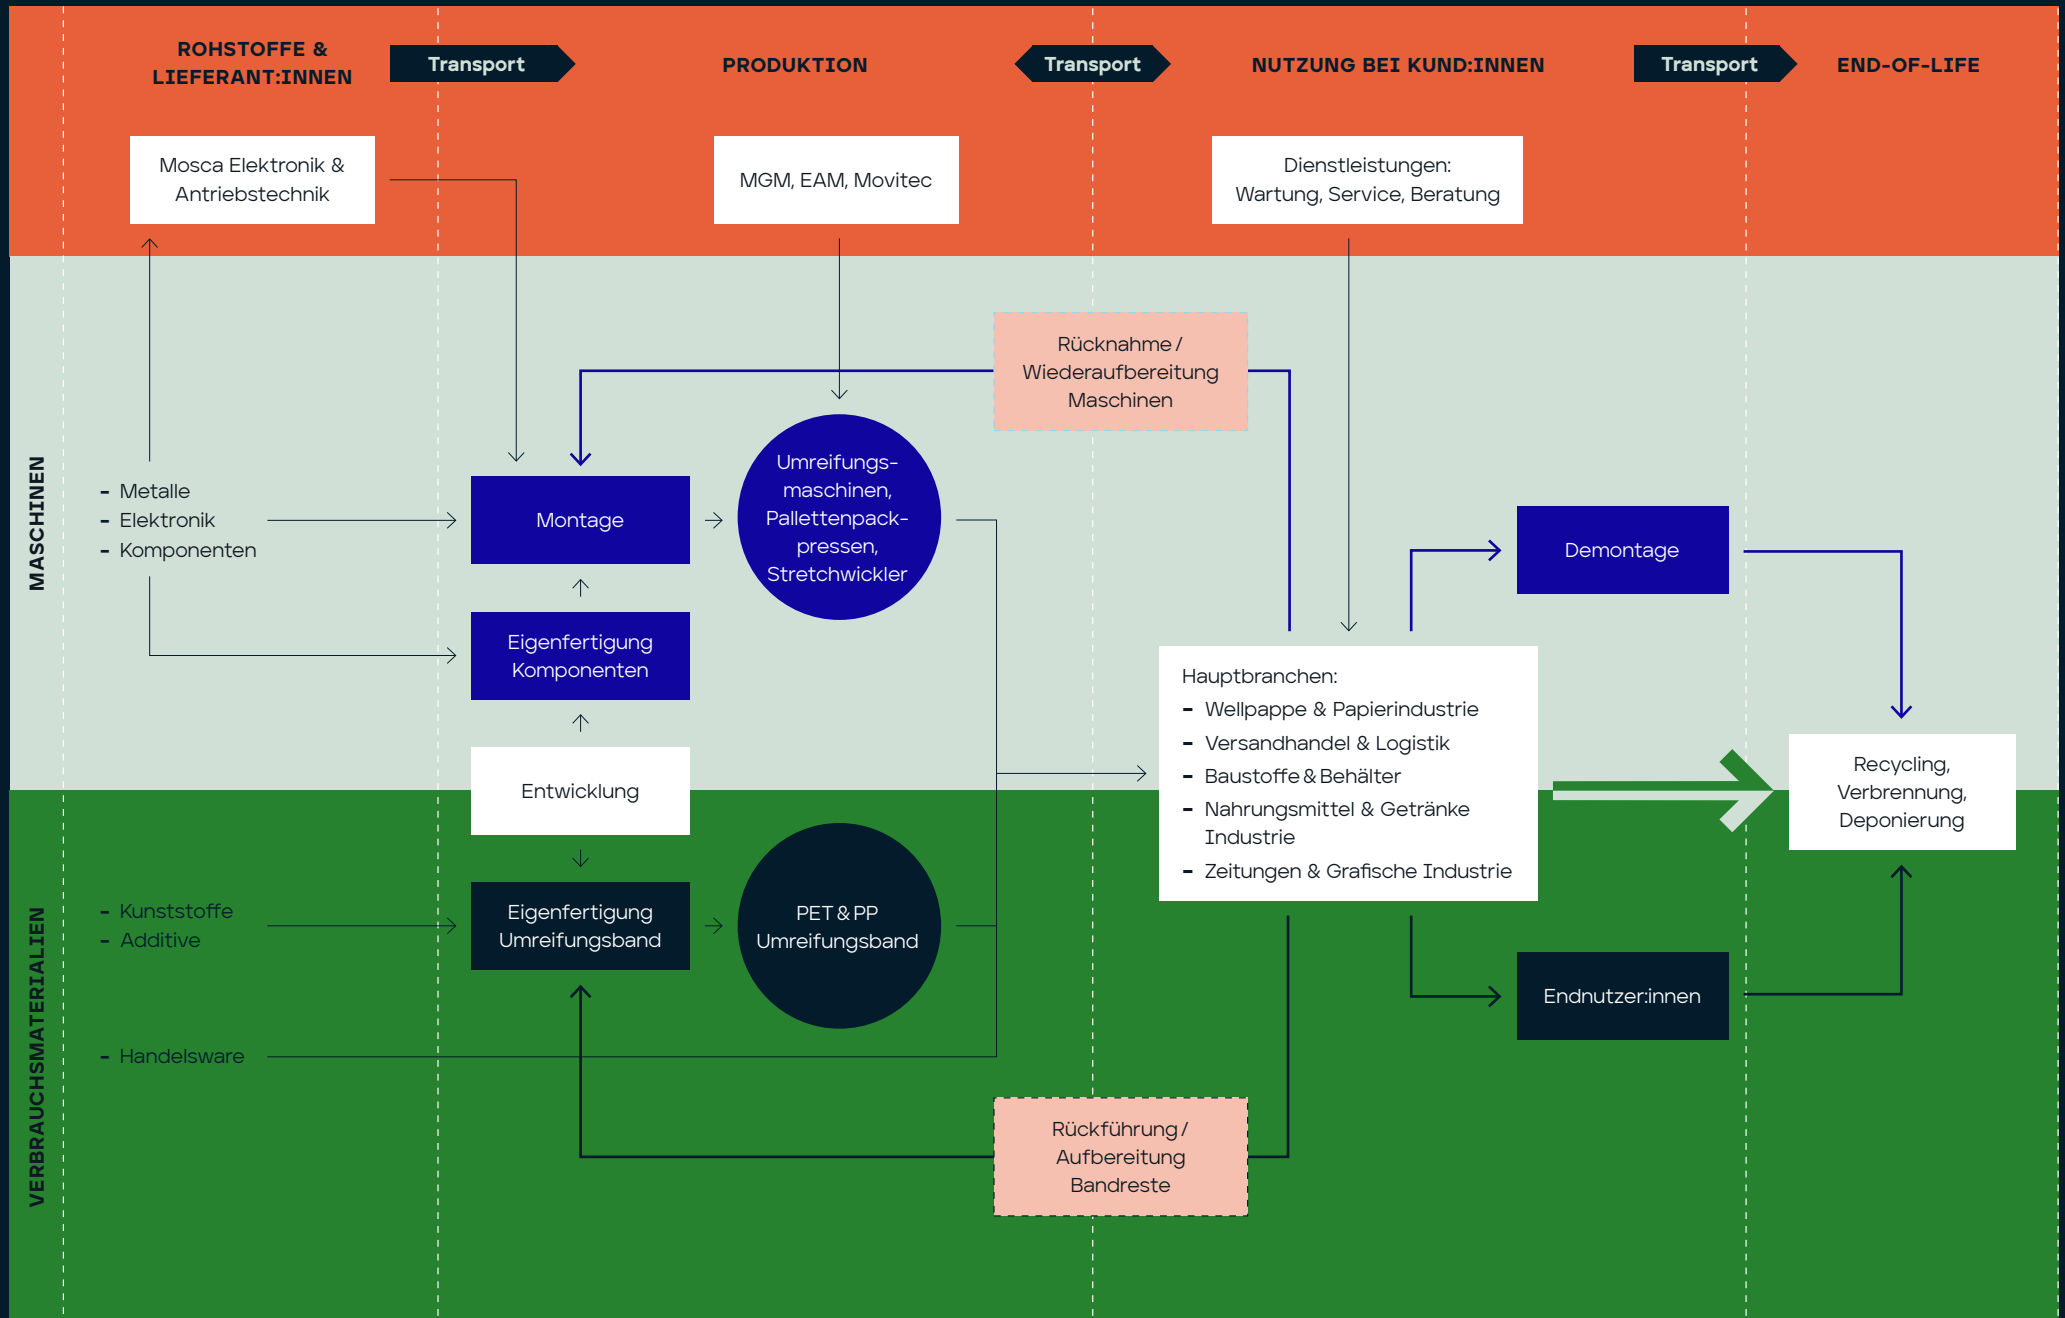 ROHSTOFFE &
LIEFERANT:INNEN
Transport
PRODUKTION
Transport
NUTZUNG BEI KUND:INNEN
Transport
END-OF-LIFE
Mosca Elektronik &
Antriebstechnik
MGM, EAM, Movitec
Dienstleistungen:
Wartung, Service, Beratung
MASCHINEN
Rücknahme /
Wiederaufbereitung
Maschinen
- Metalle
- Elektronik
- Komponenten
Montage
Umreifungs-
maschinen,
Pallettenpack-
pressen,
Stretchwickler
Demontage
Eigenfertigung
Komponenten
Entwicklung
Hauptbranchen:
- Wellpappe & Papierindustrie
- Versandhandel & Logistik
- Baustoffe & Behälter
- Nahrungsmittel & Getränke
Industrie
- Zeitungen & Grafische Industrie
Recycling,
Verbrennung,
Deponierung
VERBRAUCHSMATERIALIEN
- Kunststoffe
- Additive
Eigenfertigung
Umreifungsband
PET & PP
Umreifungsband
Endnutzer:innen
- Handelsware
Rückführung /
Aufbereitung
Bandreste